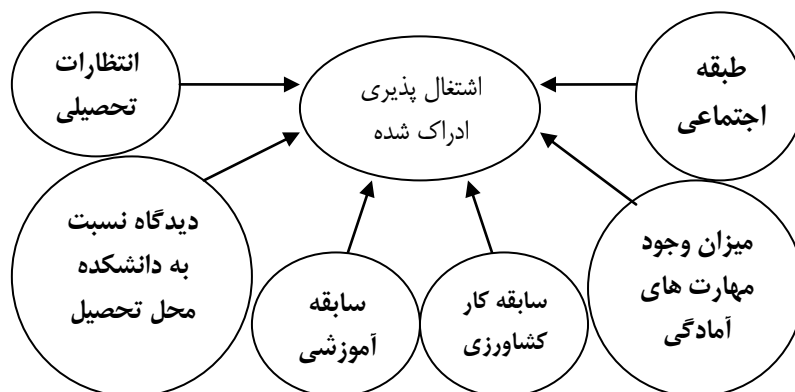 طبقه
اجتماعی
اشتغال پذیری
ادراک شده
انتظارات
تحصیلی
میزان وجود
مهارت های
آمادگی
سابقه کار
کشاورزی
سابقه
آموزشی
دیدگاه نسبت
به دانشکده
محل تحصیل